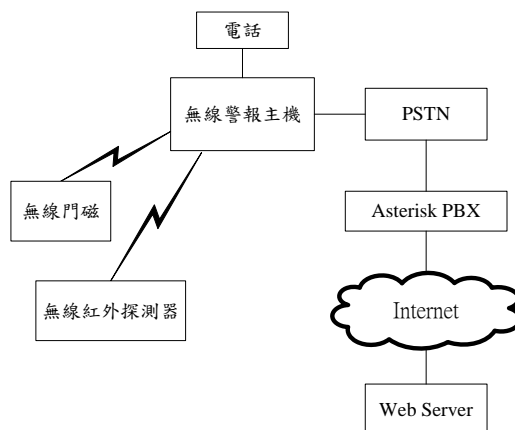 電話
無線警報主機
PSTN
無線門磁
Asterisk PBX
無線紅外探測器
Internet
Web Server